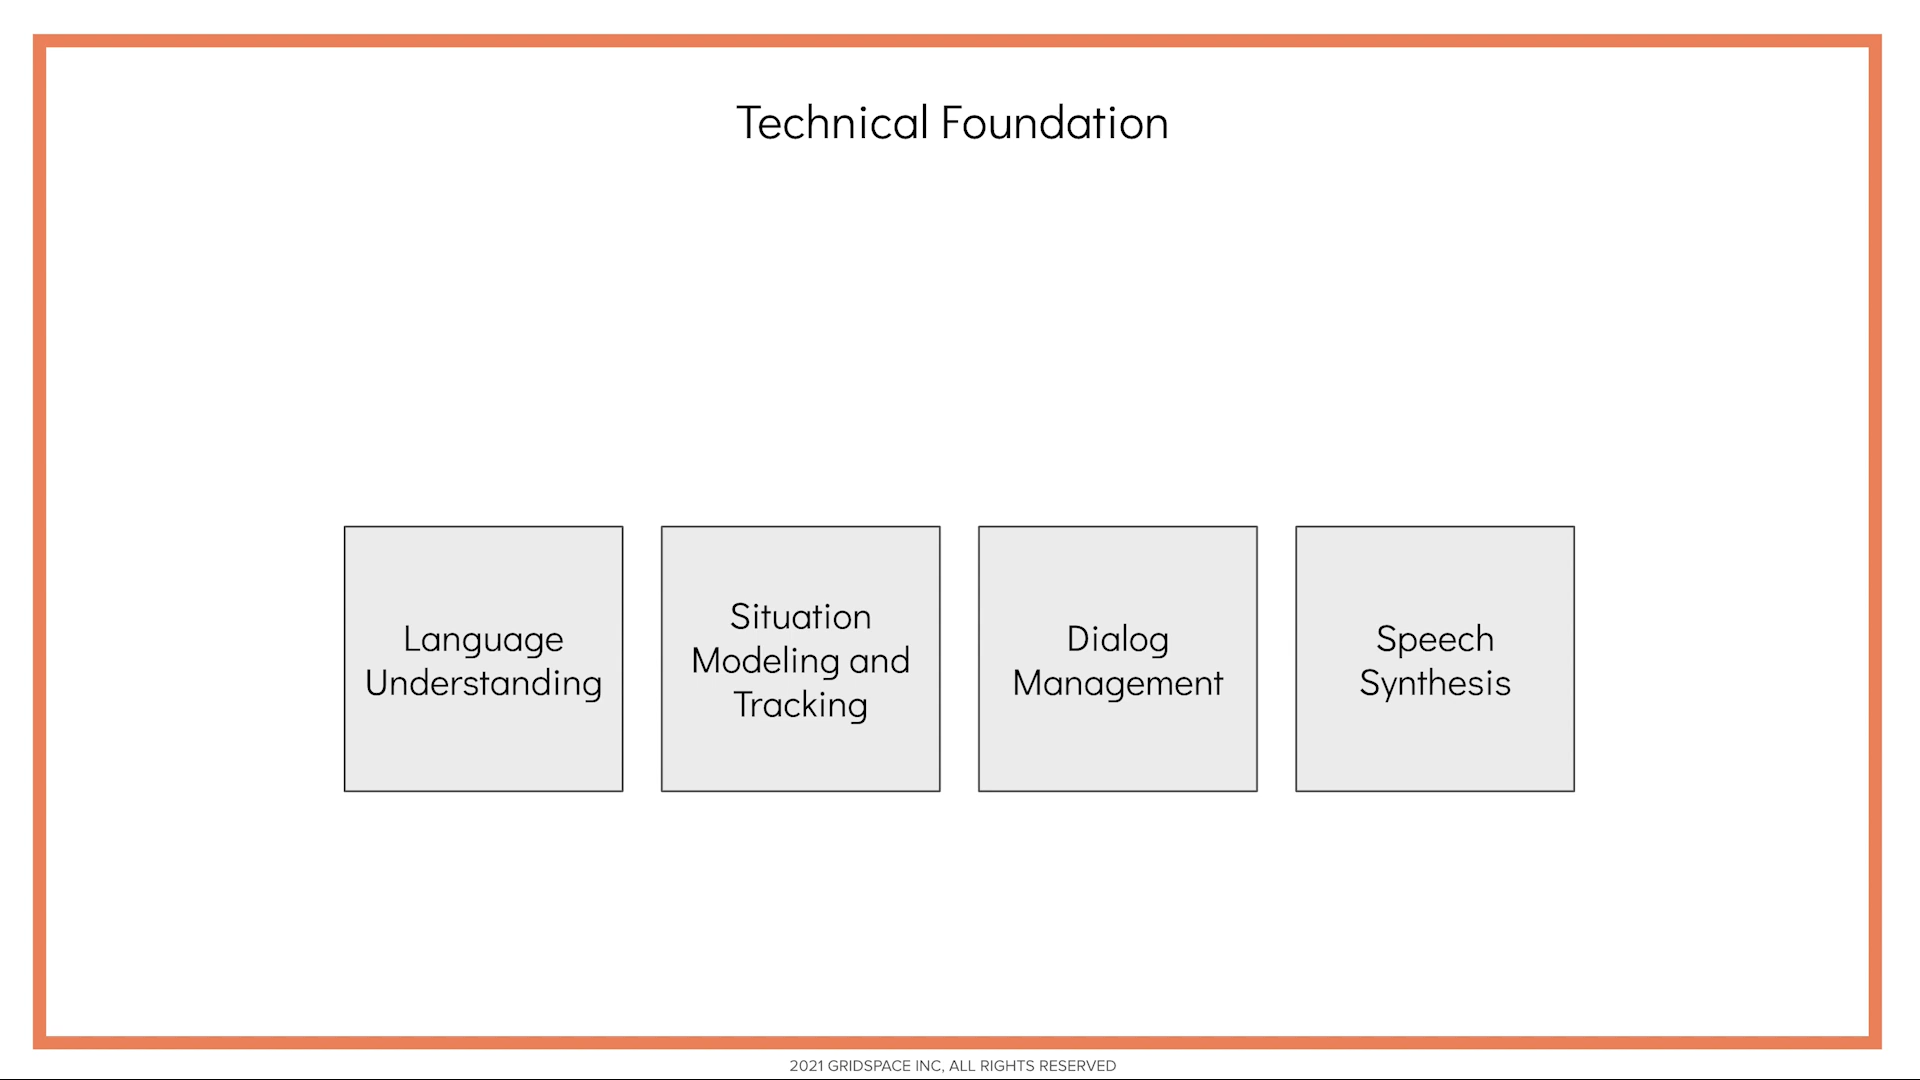 Technical Foundation
Language
Understanding
Situation
Modeling and
Tracking
Dialog
Management
Speech
Synthesis
2021 GRIDSPACE INC, ALL RIGHTS RESERVED